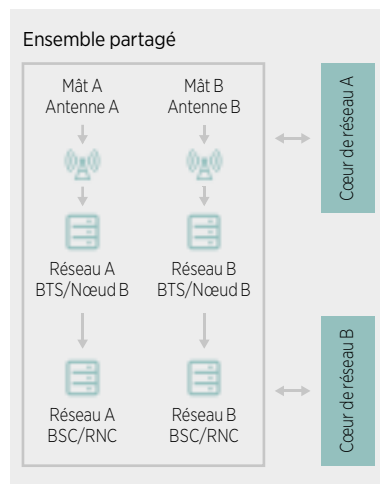 Ensemble partagé
Mât A
Antenne A
Mât B
Antenne B
Réseau A
BTS/Nœud B
Réseau B
BTS/Nœud B
Réseau A
BSC/RNC
Réseau B
BSC/RNC
Cœur de réseau A
Cœur de réseau B